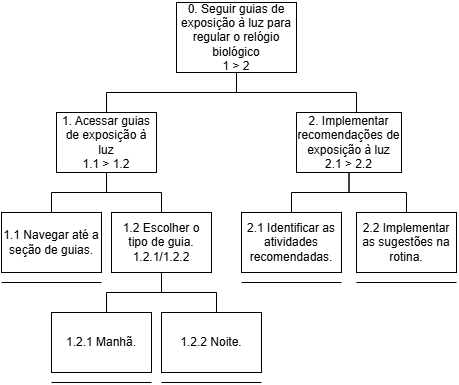 0. Seguir guias de
exposição à luz para
regular o relógio
biológico
1 > 2
1. Acessar guias
de exposição à
luz
1.1 > 1.2
2. Implementar
recomendações de
exposição à luz
2.1 > 2.2
1.1 Navegar até a
seção de guias.
1.2 Escolher o
tipo de guia.
1.2.1/1.2.2
2.1 Identificar as
atividades
recomendadas.
2.2 Implementar
as sugestões na
rotina.
1.2.1 Manhã.
1.2.2 Noite.